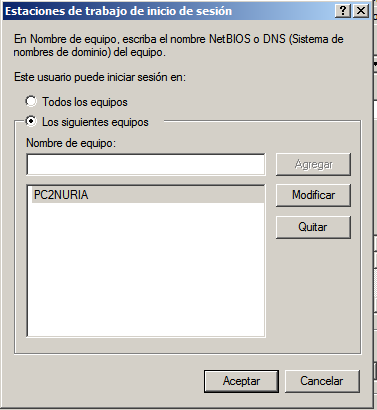 Estaciones de trabajo de inicio de sesión
En Nombre de equipo, escriba el nombre NetBIOS o DNS (Sistema de
nombres de dominio) del equipo.
Este usuario puede iniciar sesión en:
Todos los equipos
Los siguientes equipos
Nombre de equipo:
Agregar
PC2NURIA
Modificar
Quitar
Aceptar
Cancelar